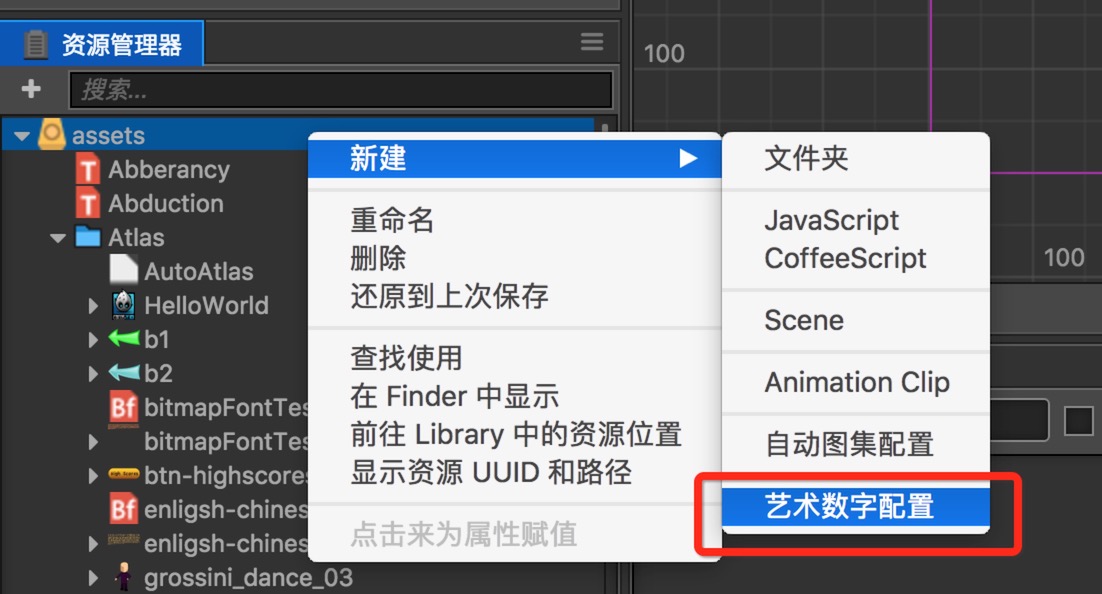 资源管理器
搜索...
assets
Abberancy
Abduction
Atlas
AutoAtlas
HelloWorld
b1
b2
bitmapFontTes
bitmapFontTes
btn-highscores
enligsh-chines
enligsh-chines
grossini_dance_03
新建
重命名
删除
还原到上次保存
查找使用
在 Finder 中显示
前往 Library 中的资源位置
显示资源 UUID 和路径
点击来为属性赋值
文件夹
JavaScript
CoffeeScript
Scene
Animation Clip
自动图集配置
艺术数字配置
100
100